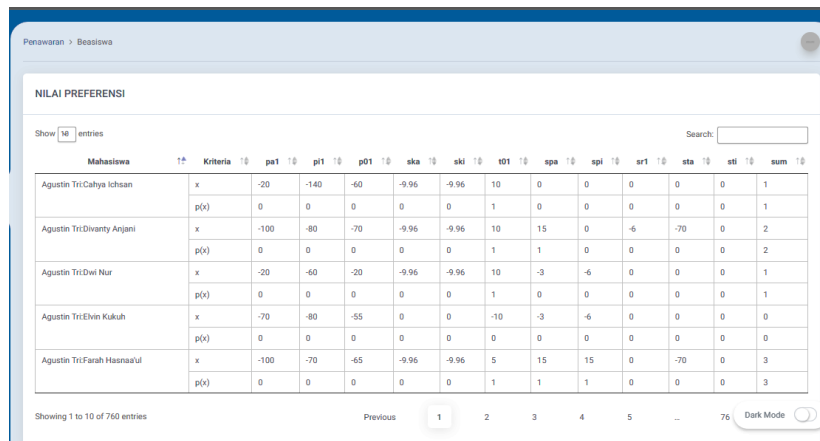 Penawaran > Beasiswa
NILAI PREFERENSI
Show 10 entries
Search:
Mahasiswa Kriteria pa1 pi1 p01 ska ski t01 spa spi sr1 sta sti sum
Agustin Tri:Cahya Ichsan x -20 -140 -60 -9.96 -9.96 10 0 0 0 0 0 1
p(x) 0 0 0 0 0 1 0 0 0 0 0 1
Agustin Tri:Divanty Anjani x -100 -80 -70 -9.96 -9.96 10 15 0 -6 -70 0 2
p(x) 0 0 0 0 0 1 1 0 0 0 0 2
Agustin Tri:Dwi Nur x -20 -60 -20 -9.96 -9.96 10 -3 -6 0 0 0 1
p(x) 0 0 0 0 0 1 0 0 0 0 0 1
Agustin Tri:Elvin Kukuh x -70 -80 -55 0 0 -10 -3 -6 0 0 0 0
p(x) 0 0 0 0 0 0 0 0 0 0 0 0
Agustin Tri:Farah Hasnaa'ul x -100 -70 -65 -9.96 -9.96 5 15 15 0 -70 0 3
p(x) 0 0 0 0 0 1 1 1 0 0 0 3
Showing 1 to 10 of 760 entries
Previous 1 2 3 4 5 ... 76
Dark Mode